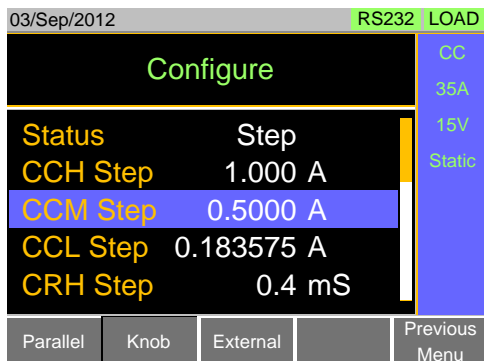 03/Sep/2012 RS232 LOAD
Configure
CC
35A
15V
Static
Status Step
CCH Step 1.000 A
CCM Step 0.5000 A
CCL Step 0.183575 A
CRH Step 0.4 mS
Parallel Knob External Previous Menu